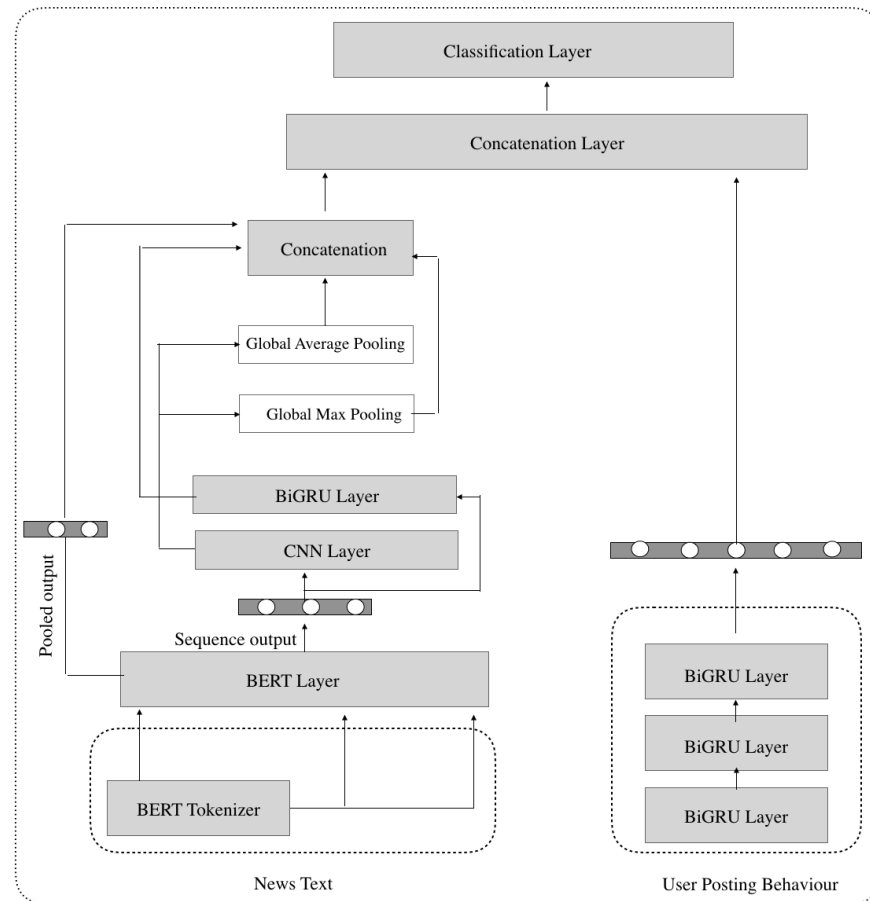 Classification Layer
Concatenation Layer
Concatenation
Global Average Pooling
Global Max Pooling
BiGRU Layer
CNN Layer
Pooled output
Sequence output
BERT Layer
BERT Tokenizer
News Text
BiGRU Layer
BiGRU Layer
BiGRU Layer
User Posting Behaviour